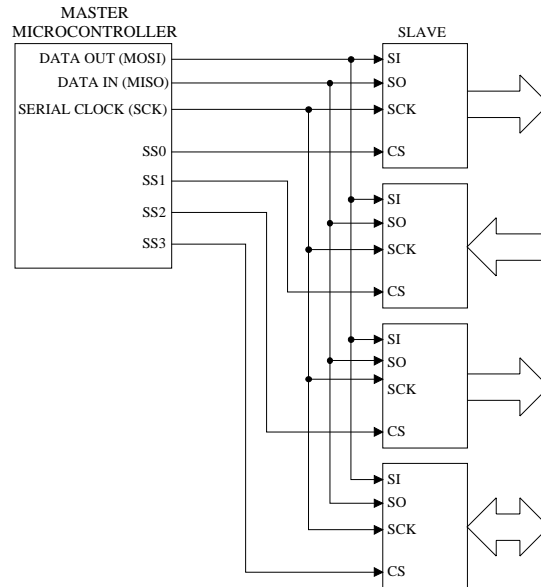 MASTER
MICROCONTROLLER
SLAVE
DATA OUT (MOSI)
DATA IN (MISO)
SERIAL CLOCK (SCK)
SS0
SS1
SS2
SS3
SI
SO
SCK
CS
SI
SO
SCK
CS
SI
SO
SCK
CS
SI
SO
SCK
CS